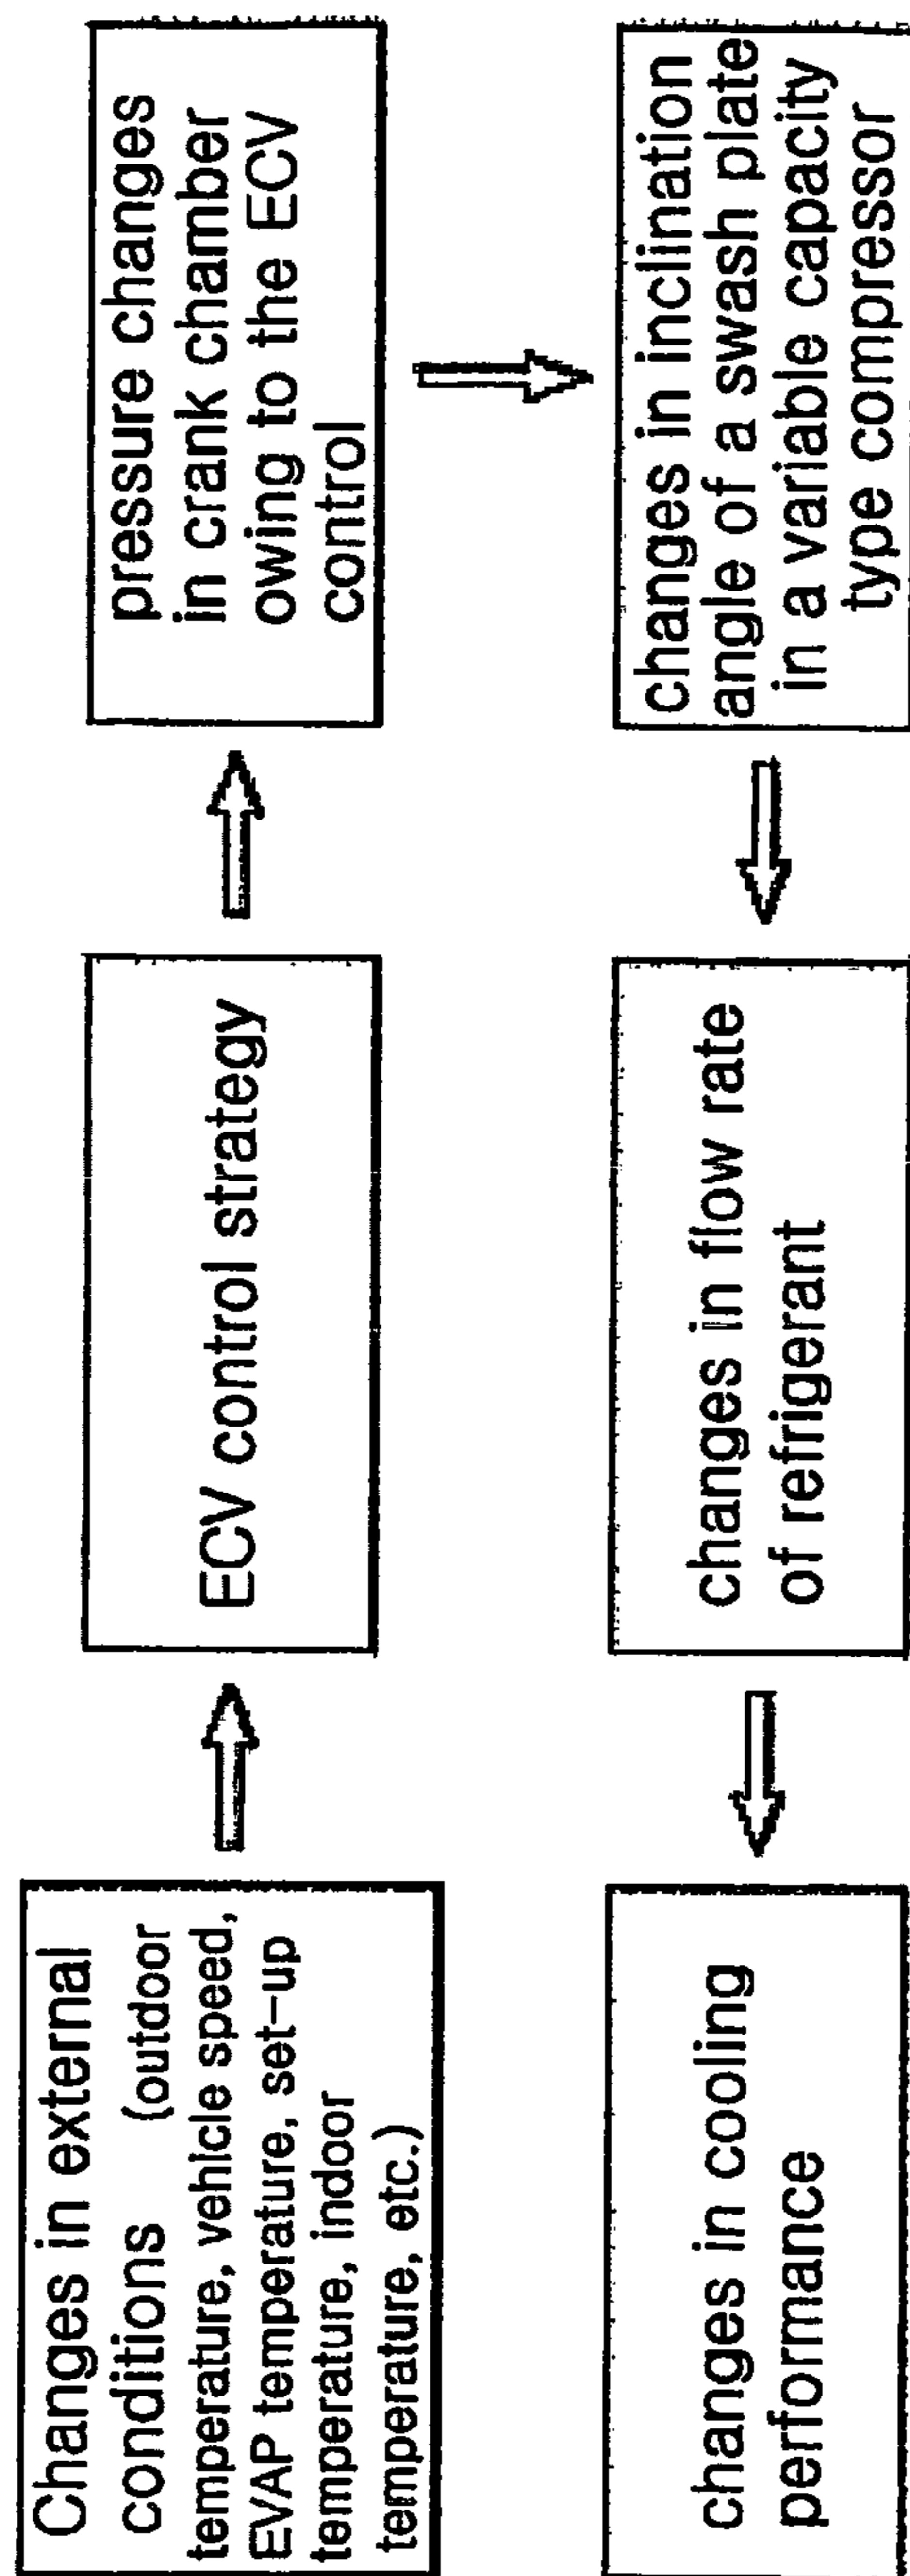 Changes in external
conditions (outdoor
temperature, vehicle speed,
EVAP temperature, set-up
temperature, indoor
temperature, etc.)
ECV control strategy
pressure changes
in crank chamber
owing to the ECV
control
changes in inclination
angle of a swash plate
in a variable capacity
type compressor
changes in flow rate
of refrigerant
changes in cooling
performance